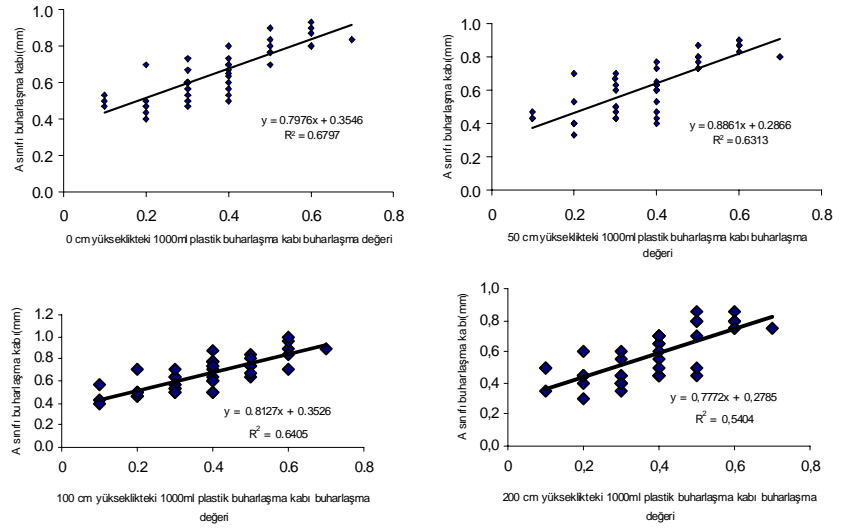 A sınıfı buharlaşma kabı(mm)
1.0
0.8
0.6
0.4
0.2
0.0
y = 0.7976x + 0.3546
R² = 0.6797
0 0.2 0.4 0.6 0.8
0 cm yükseklikteki 1000ml plastik buharlaşma kabı buharlaşma değeri
A sınıfı buharlaşma kabı(mm)
1.0
0.8
0.6
0.4
0.2
0.0
y = 0.8861x + 0.2866
R² = 0.6313
0 0.2 0.4 0.6 0.8
50 cm yükseklikteki 1000ml plastik buharlaşma kabı buharlaşma
değeri
A sınıfı buharlaşma kabı(mm)
1.2
1.0
0.8
0.6
0.4
0.2
0.0
y = 0.8127x + 0.3526
R² = 0.6405
0 0.2 0.4 0.6 0.8
100 cm yükseklikteki 1000ml plastik buharlaşma kabı buharlaşma
değeri
A sınıfı buharlaşma kabı(mm)
1,0
0,8
0,6
0,4
0,2
0,0
y = 0,7772x + 0,2785
R² = 0,5404
0 0,2 0,4 0,6 0,8
200 cm yükseklikteki 1000ml plastik buharlaşma kabı buharlaşma
değeri